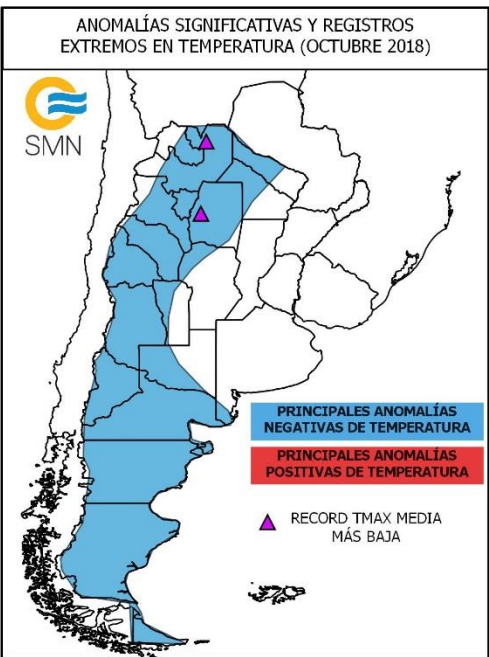 ANOMALÍAS SIGNIFICATIVAS Y REGISTROS
EXTREMOS EN TEMPERATURA (OCTUBRE 2018)
SMN
PRINCIPALES ANOMALÍAS
NEGATIVAS DE TEMPERATURA
PRINCIPALES ANOMALÍAS
POSITIVAS DE TEMPERATURA
RECORD TMAX MEDIA
MÁS BAJA